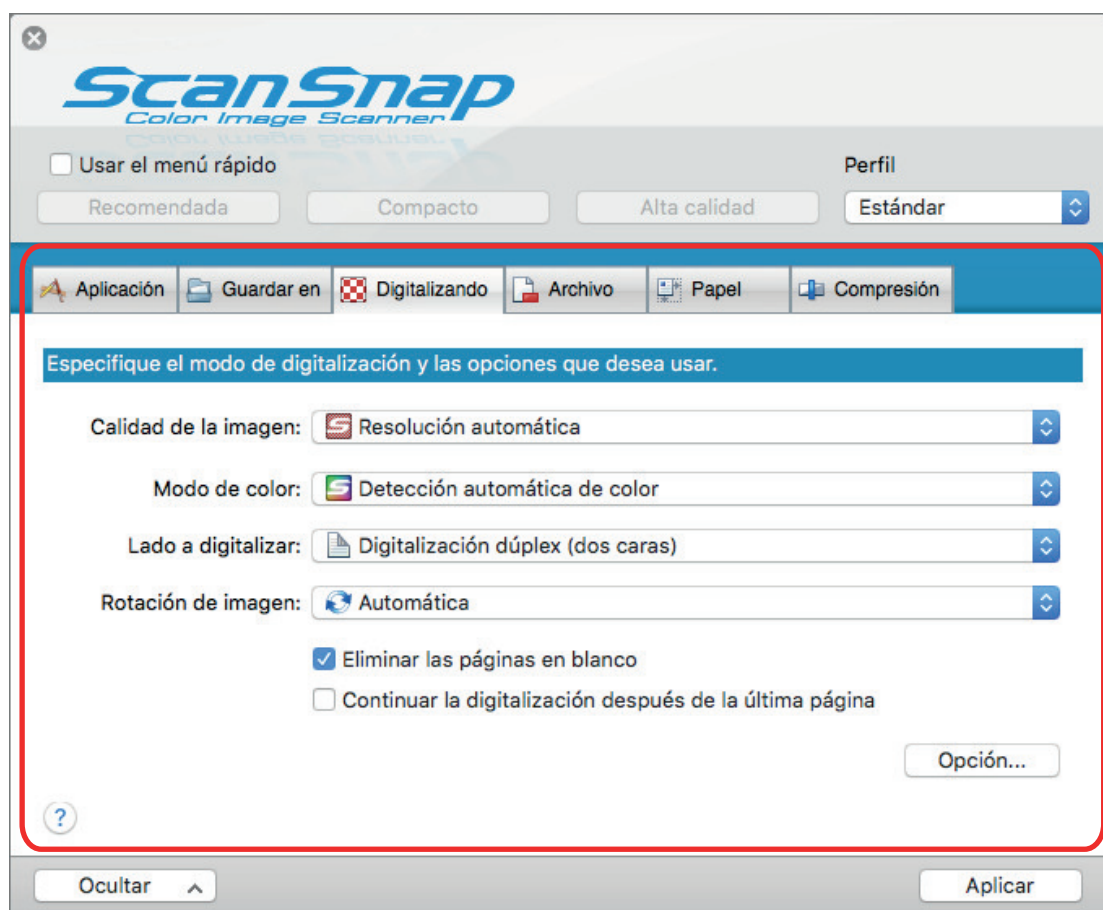 ScanSnap
Color Image Scanner
Usar el menú rápido
Perfil
Recomendada Compacto Alta calidad Estándar
Aplicación Guardar en Digitalizando Archivo Papel Compresión
Especifique el modo de digitalización y las opciones que desea usar.
Calidad de la imagen: Resolución automática
Modo de color: Detección automática de color
Lado a digitalizar: Digitalización dúplex (dos caras)
Rotación de imagen: Automática
Eliminar las páginas en blanco
Continuar la digitalización después de la última página
Opción...
?
Ocultar Aplicar